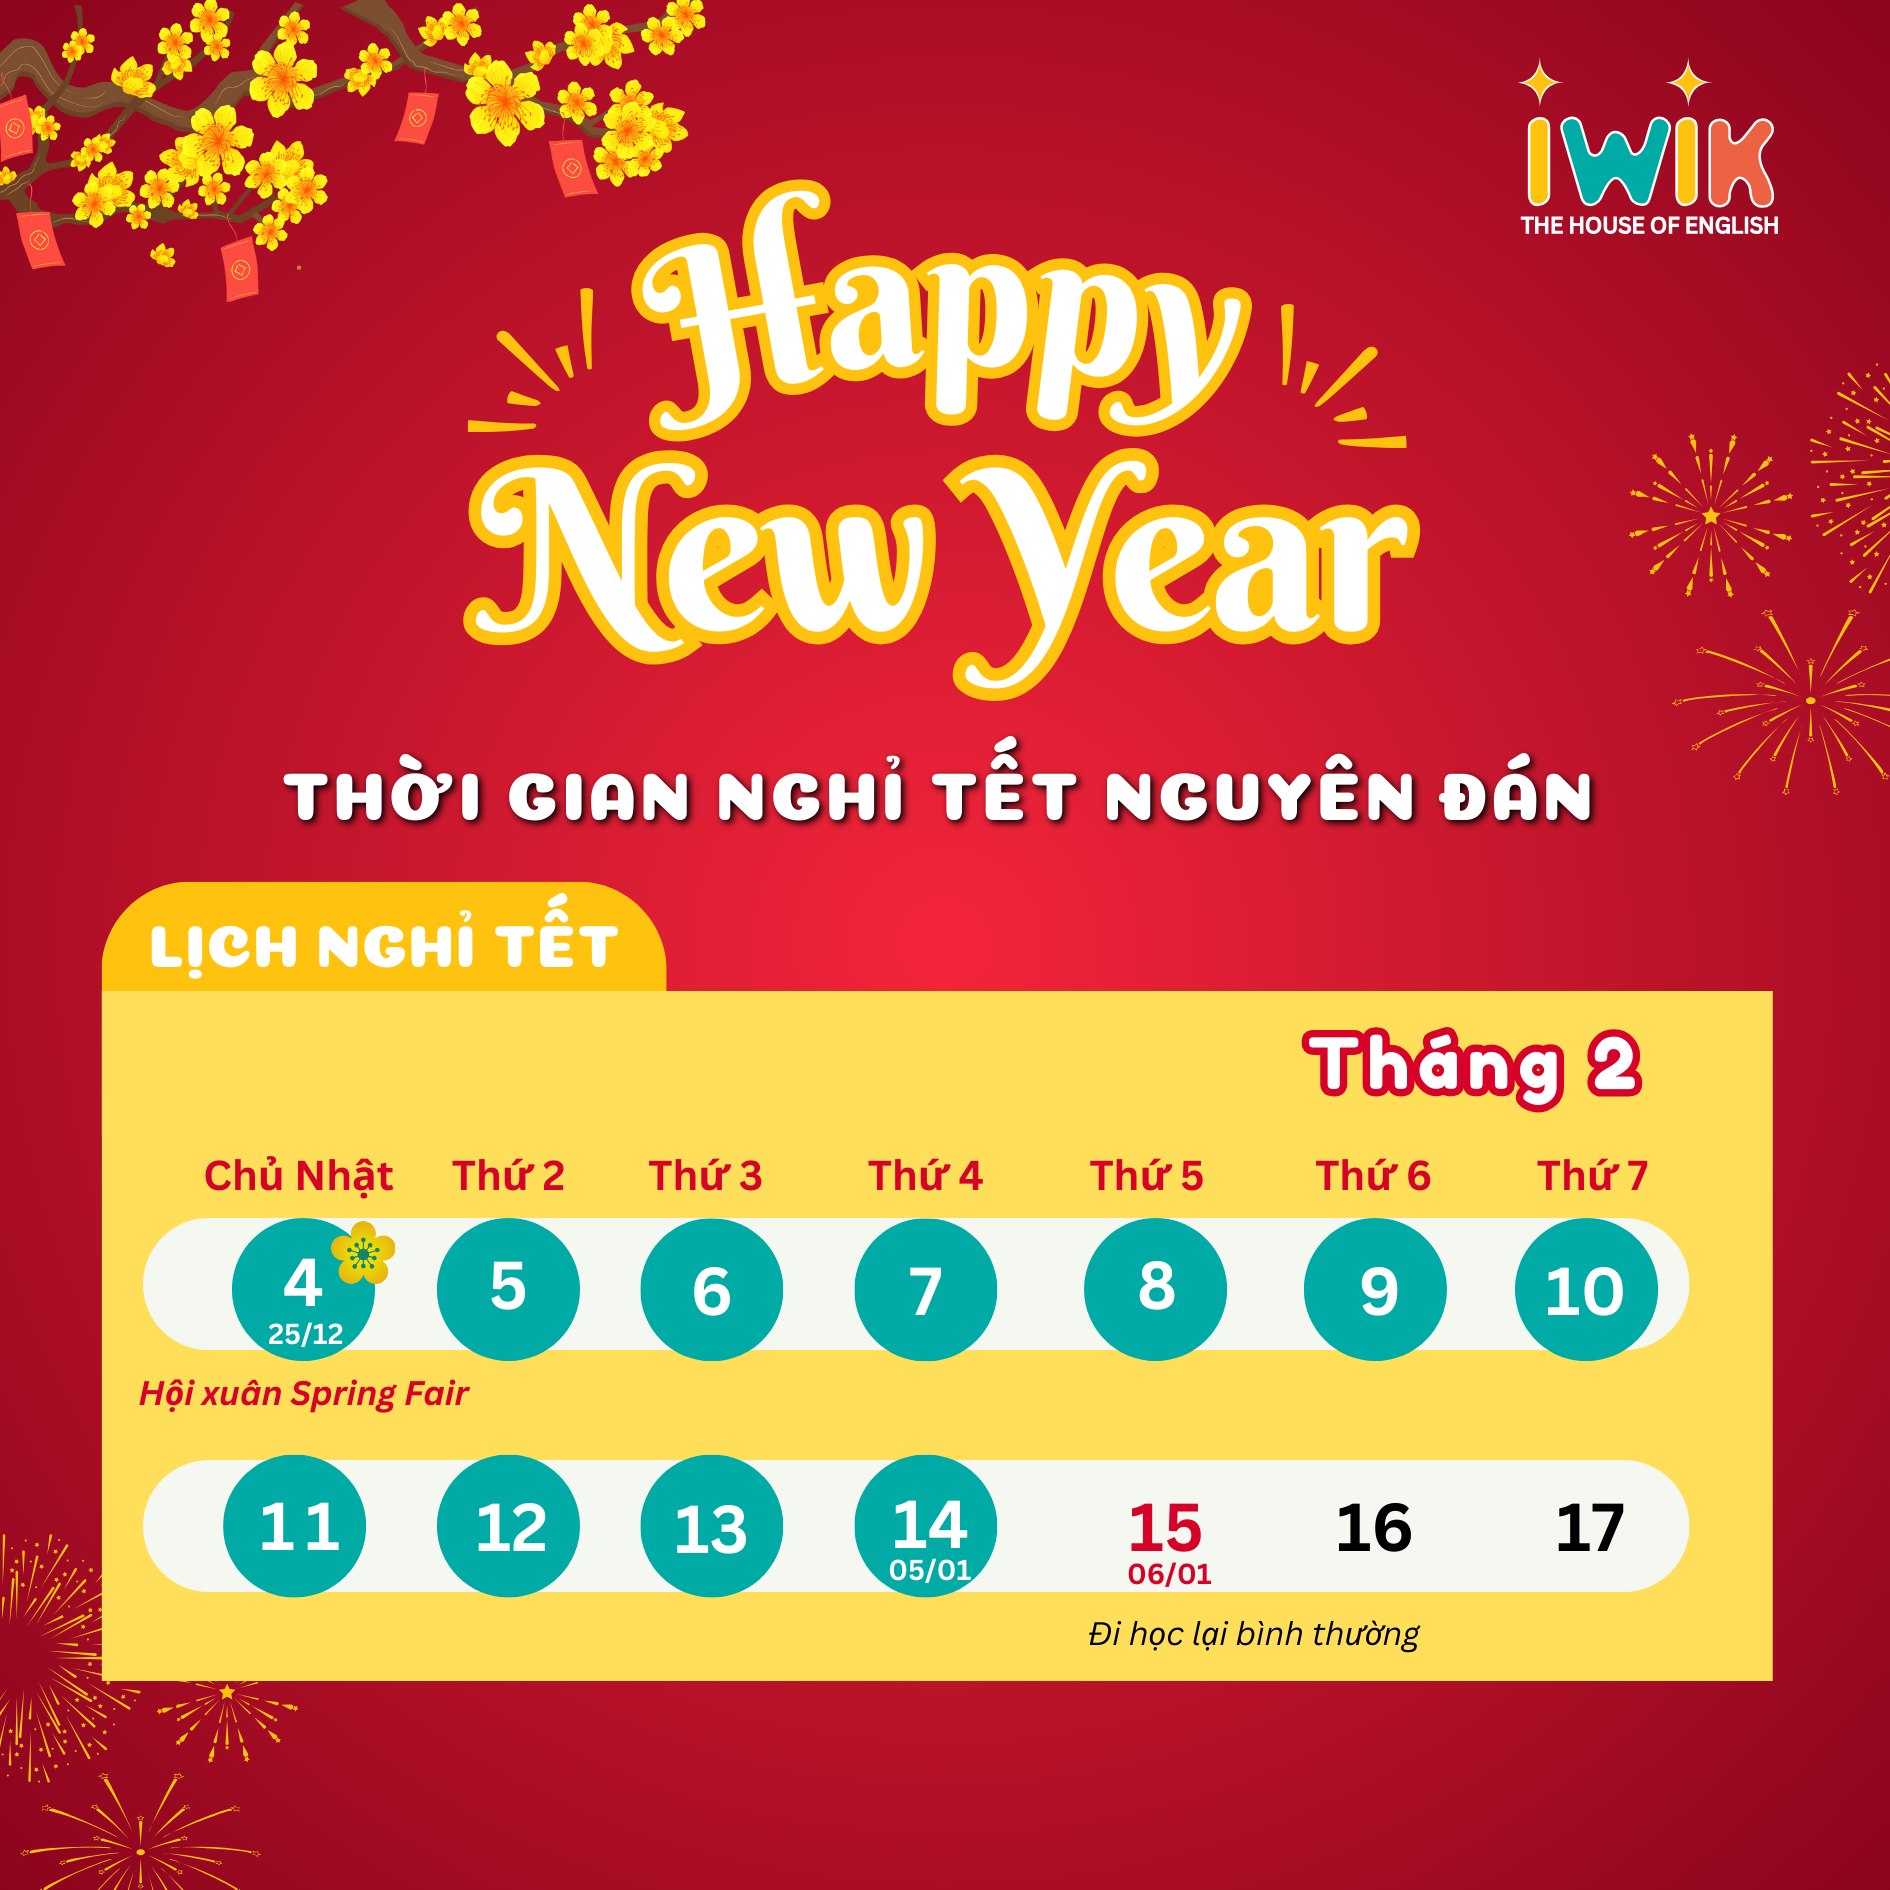 IWIK
THE HOUSE OF ENGLISH
Happy
New Year
THỜI GIAN NGHỈ TẾT NGUYÊN ĐÁN
LỊCH NGHỈ TẾT
Tháng 2
Chủ Nhật Thứ 2 Thứ 3 Thứ 4 Thứ 5 Thứ 6 Thứ 7
4 5 6 7 8 9 10
25/12
Hội xuân Spring Fair
11 12 13 14 15 16 17
05/01 06/01
Đi học lại bình thường